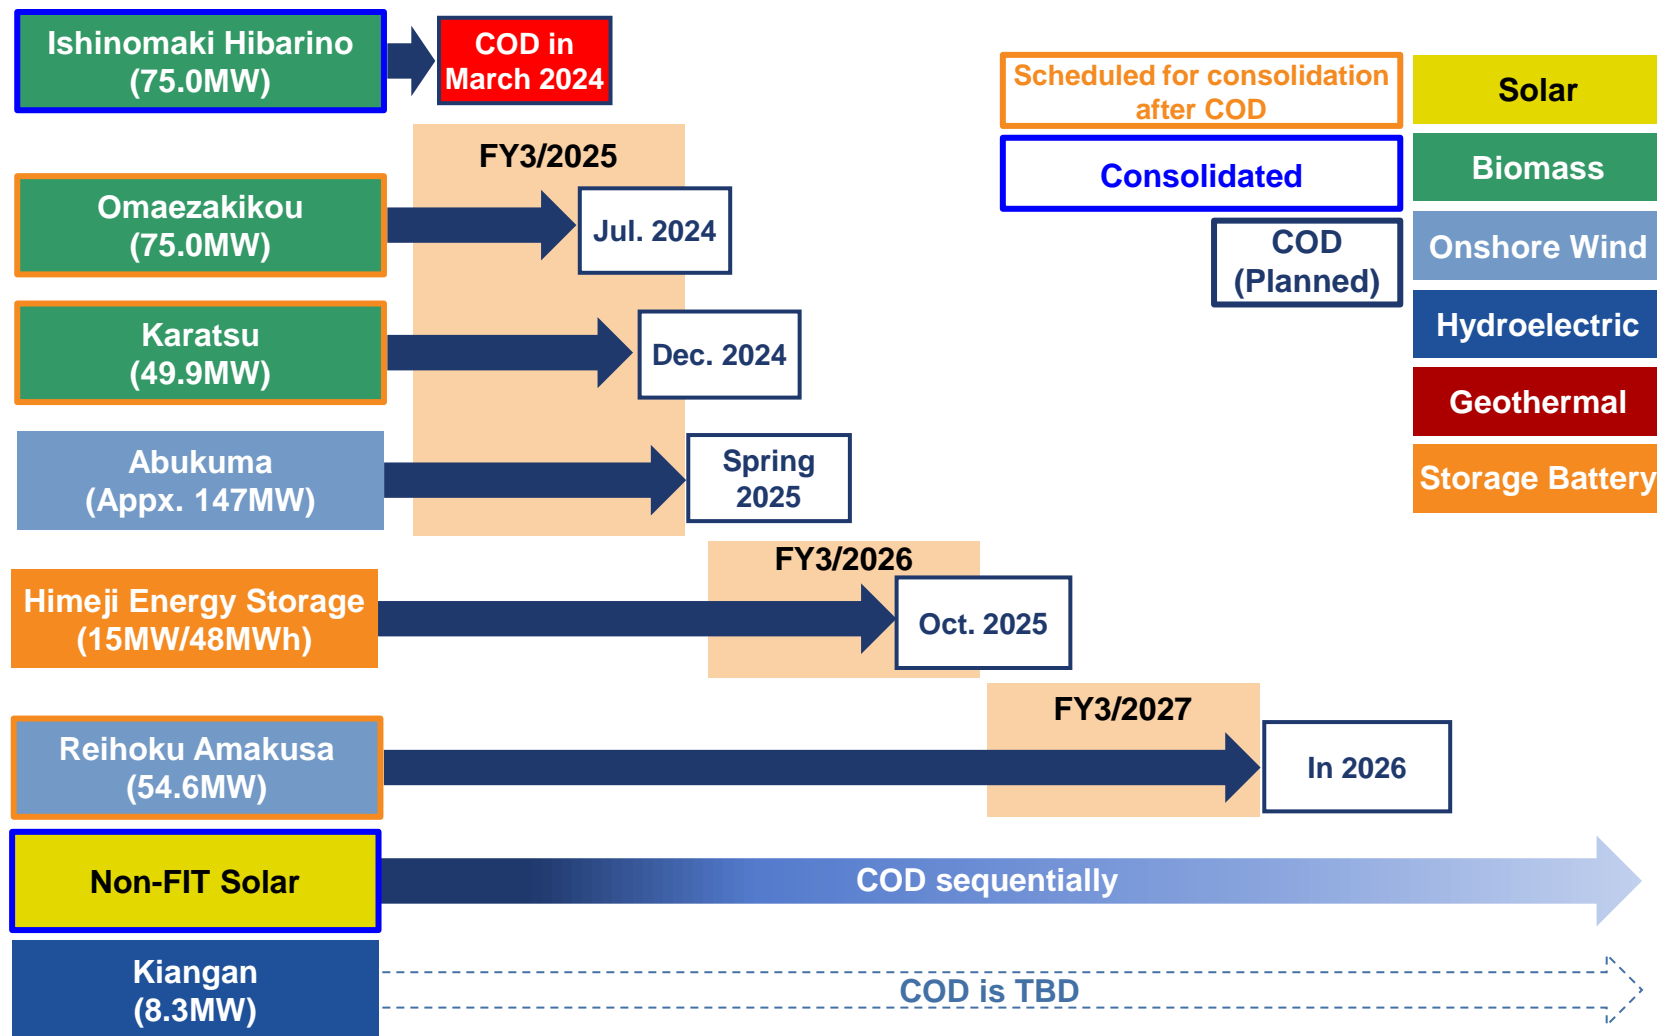 Ishinomaki Hibarino
(75.0MW)
COD in
March 2024
Scheduled for consolidation
after COD
Consolidated
COD
(Planned)
Solar
Biomass
Onshore Wind
Hydroelectric
Geothermal
Storage Battery
FY3/2025
Omaezakikou
(75.0MW)
Jul. 2024
Karatsu
(49.9MW)
Dec. 2024
Abukuma
(Appx. 147MW)
Spring
2025
FY3/2026
Himeji Energy Storage
(15MW/48MWh)
Oct. 2025
FY3/2027
Reihoku Amakusa
(54.6MW)
In 2026
Non-FIT Solar
COD sequentially
Kiangan
(8.3MW)
COD is TBD